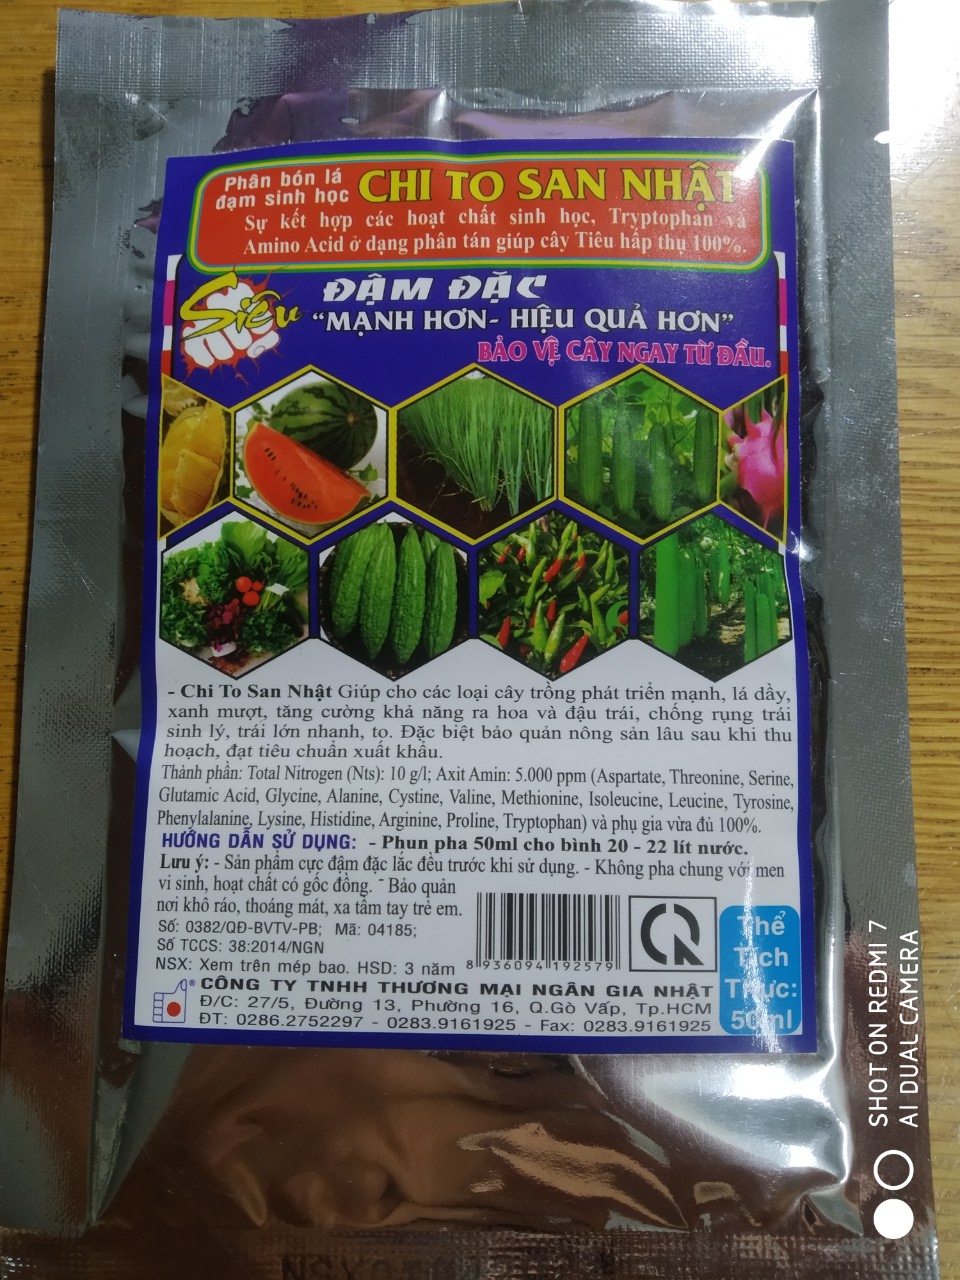 Phân bón lá
đạm sinh học
CHI TO SAN NHẬT
Sự kết hợp các hoạt chất sinh học, Tryptophan và
Amino Acid ở dạng phân tán giúp cây Tiêu hấp thụ 100%.
Siêu
ĐẬM ĐẶC
“MẠNH HƠN- HIỆU QUẢ HƠN”
BẢO VỆ CÂY NGAY TỪ ĐẦU.
- Chi To San Nhật Giúp cho các loại cây trồng phát triển mạnh, lá dầy,
xanh mượt, tăng cường khả năng ra hoa và đậu trái, chống rụng trái
sinh lý, trái lớn nhanh, to. Đặc biệt bảo quản nông sản lâu sau khi thu
hoạch, đạt tiêu chuẩn xuất khẩu.
Thành phần: Total Nitrogen (Nts): 10 g/l; Axit Amin: 5.000 ppm (Aspartate, Threonine, Serine,
Glutamic Acid, Glycine, Alanine, Cystine, Valine, Methionine, Isoleucine, Leucine, Tyrosine,
Phenylalanine, Lysine, Histidine, Arginine, Proline, Tryptophan) và phụ gia vừa đủ 100%.
HƯỚNG DẪN SỬ DỤNG: - Phun pha 50ml cho bình 20 - 22 lít nước.
Lưu ý: - Sản phẩm cực đậm đặc lắc đều trước khi sử dụng. - Không pha chung với men
vi sinh, hoạt chất có gốc đồng. - Bảo quản
nơi khô ráo, thoáng mát, xa tầm tay trẻ em.
Số: 0382/QĐ-BVTV-PB; Mã: 04185;
Số TCCS: 38:2014/NGN
NSX: Xem trên mép bao. HSD: 3 năm
8 936094 192579
Thể
Tích
Thực:
50ml
CÔNG TY TNHH THƯƠNG MẠI NGÂN GIA NHẬT
Đ/C: 27/5, Đường 13, Phường 16, Q.Gò Vấp, Tp.HCM
ĐT: 0286.2752297 - 0283.9161925 - Fax: 0283.9161925
SHOT ON REDMI 7
AI DUAL CAMERA